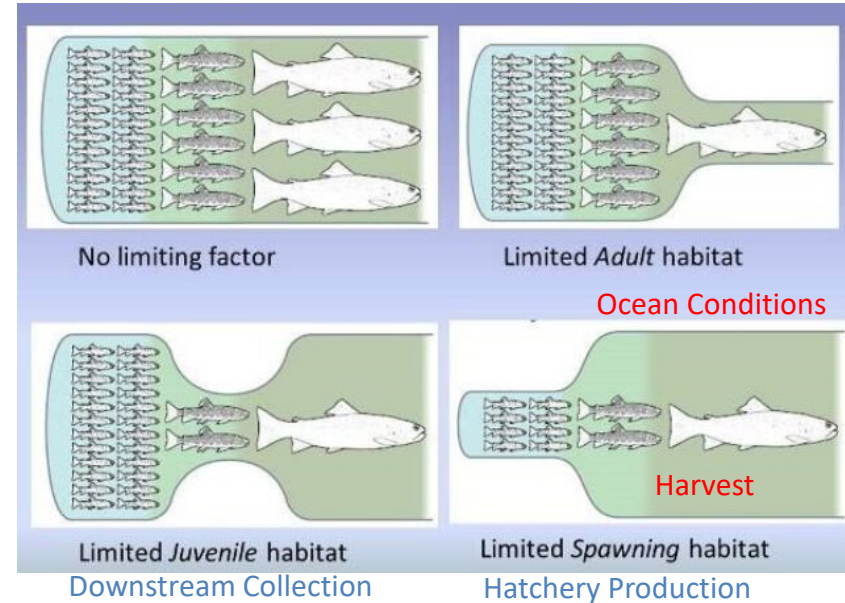 No limiting factor
Limited Adult habitat
Ocean Conditions
Harvest
Limited Juvenile habitat
Limited Spawning habitat
Downstream Collection
Hatchery Production